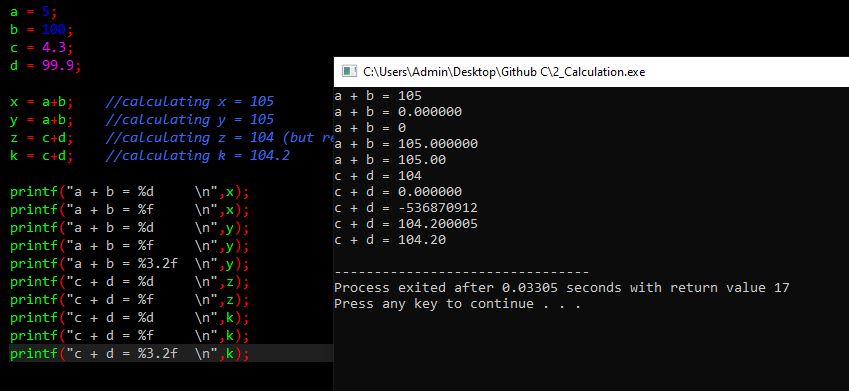 a = 5;
b = 100;
c = 4.3;
d = 99.9;
x = a+b;    //calculating x = 105
y = a+b;    //calculating y = 105
z = c+d;    //calculating z = 104 (but
k = c+d;    //calculating k = 104.2
printf("a + b = %d    \n",x);
printf("a + b = %f    \n",x);
printf("a + b = %d    \n",y);
printf("a + b = %f    \n",y);
printf("a + b = %3.2f  \n",y);
printf("c + d = %d    \n",z);
printf("c + d = %f    \n",z);
printf("c + d = %d    \n",k);
printf("c + d = %f    \n",k);
printf("c + d = %3.2f  \n",k);
C:\Users\Admin\Desktop\Github C\2_Calculation.exe
a + b = 105
a + b = 0.000000
a + b = 0
a + b = 105.000000
a + b = 105.00
c + d = 104
c + d = 0.000000
c + d = -536870912
c + d = 104.200005
c + d = 104.20
--------------------------------
Process exited after 0.03305 seconds with return value 17
Press any key to continue . . .